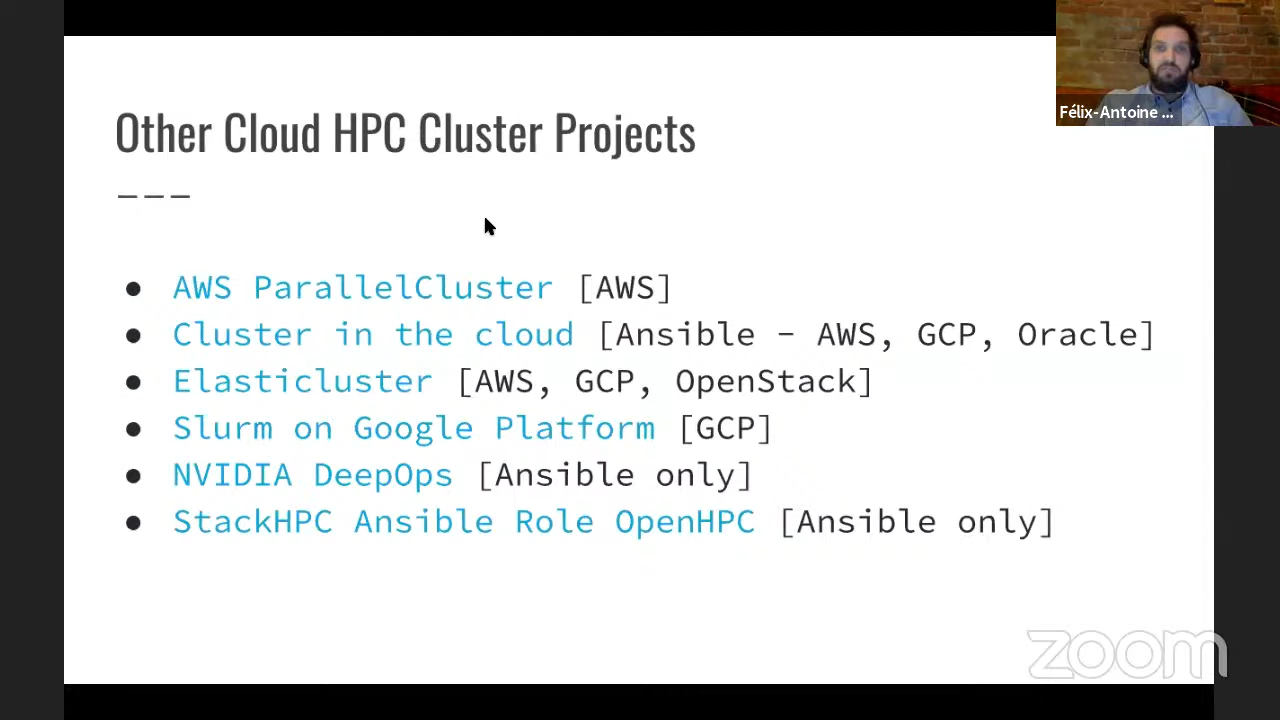 Félix-Antoine ...
Other Cloud HPC Cluster Projects
● AWS ParallelCluster [AWS]
● Cluster in the cloud [Ansible - AWS, GCP, Oracle]
● Elasticluster [AWS, GCP, OpenStack]
● Slurm on Google Platform [GCP]
● NVIDIA DeepOps [Ansible only]
● StackHPC Ansible Role OpenHPC [Ansible only]
zoom